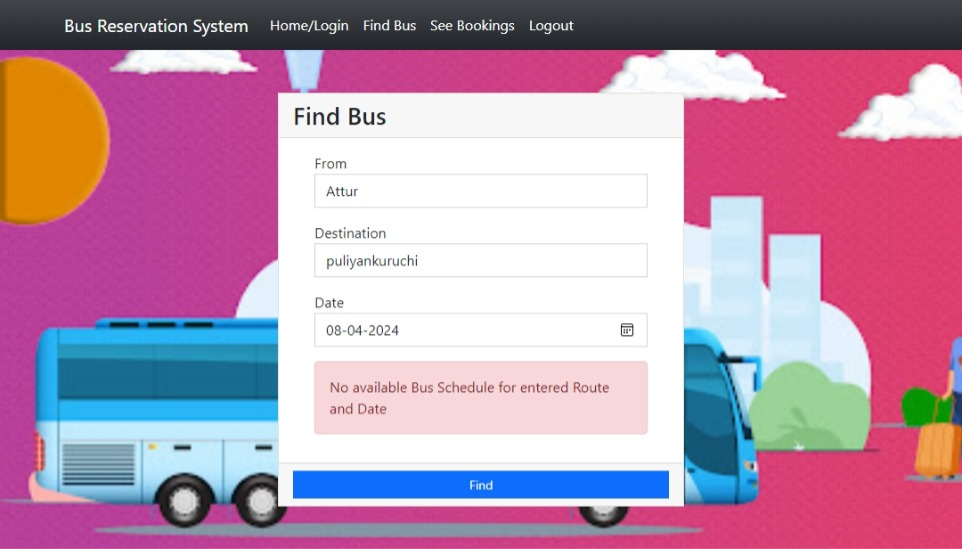 Bus Reservation System Home/Login Find Bus See Bookings Logout
Find Bus
From
Attur
Destination
puliyankuruchi
Date
08-04-2024
No available Bus Schedule for entered Route
and Date
Find